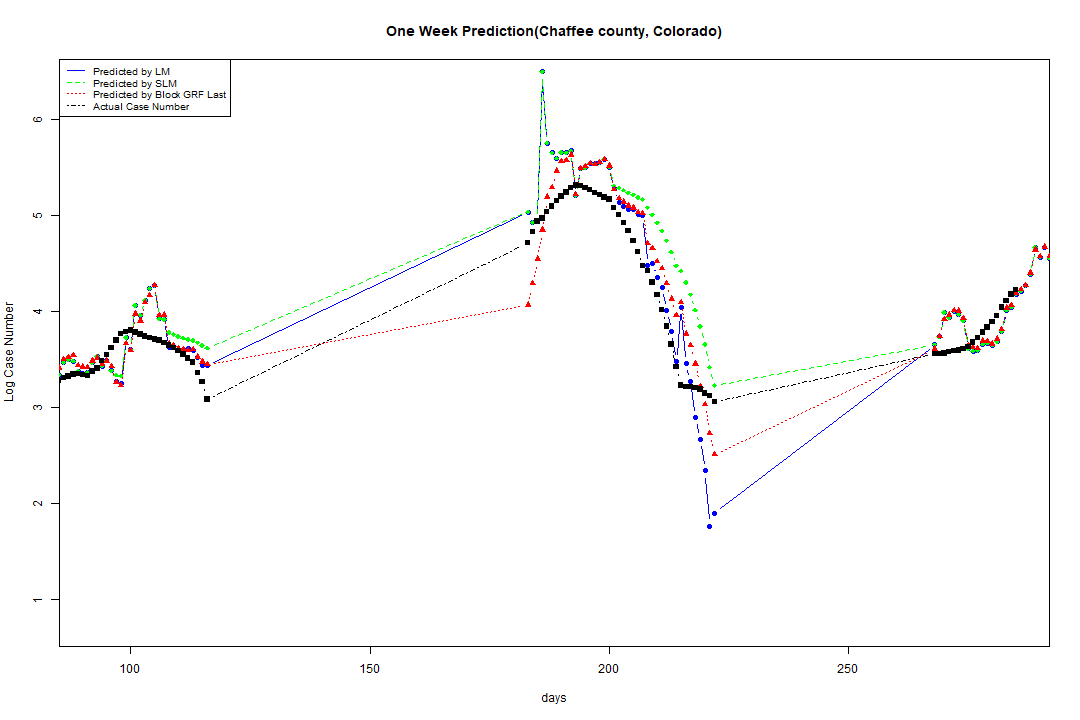 One Week Prediction(Chaffee county, Colorado)
Predicted by LM
Predicted by SLM
Predicted by Block GRF Last
Actual Case Number
6
5
4
3
2
1
Log Case Number
100 150 200 250
days